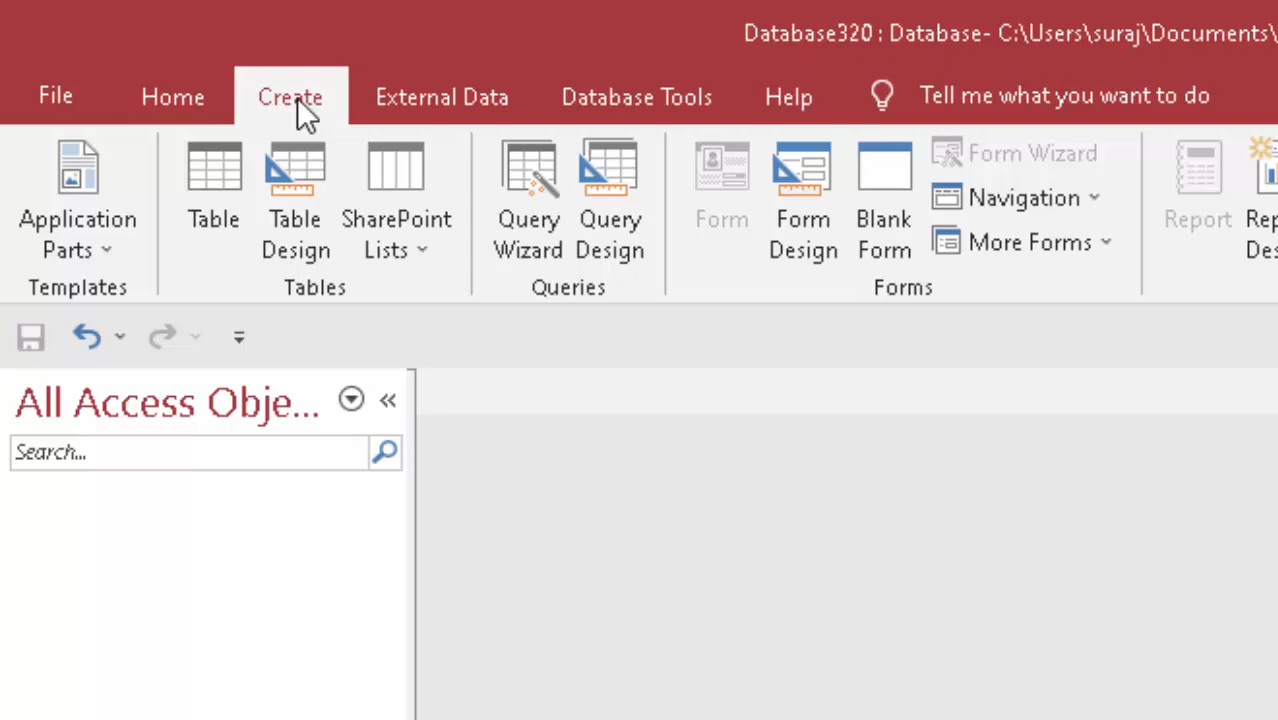 Database320 : Database- C:\Users\suraj\Documents\
File Home Create External Data Database Tools Help Tell me what you want to do
Application Parts
Table
Table Design
SharePoint Lists
Query Wizard
Query Design
Form
Form Design
Blank Form
Form Wizard
Navigation
More Forms
Report
Templates Tables Queries Forms
All Access Obje...
Search...